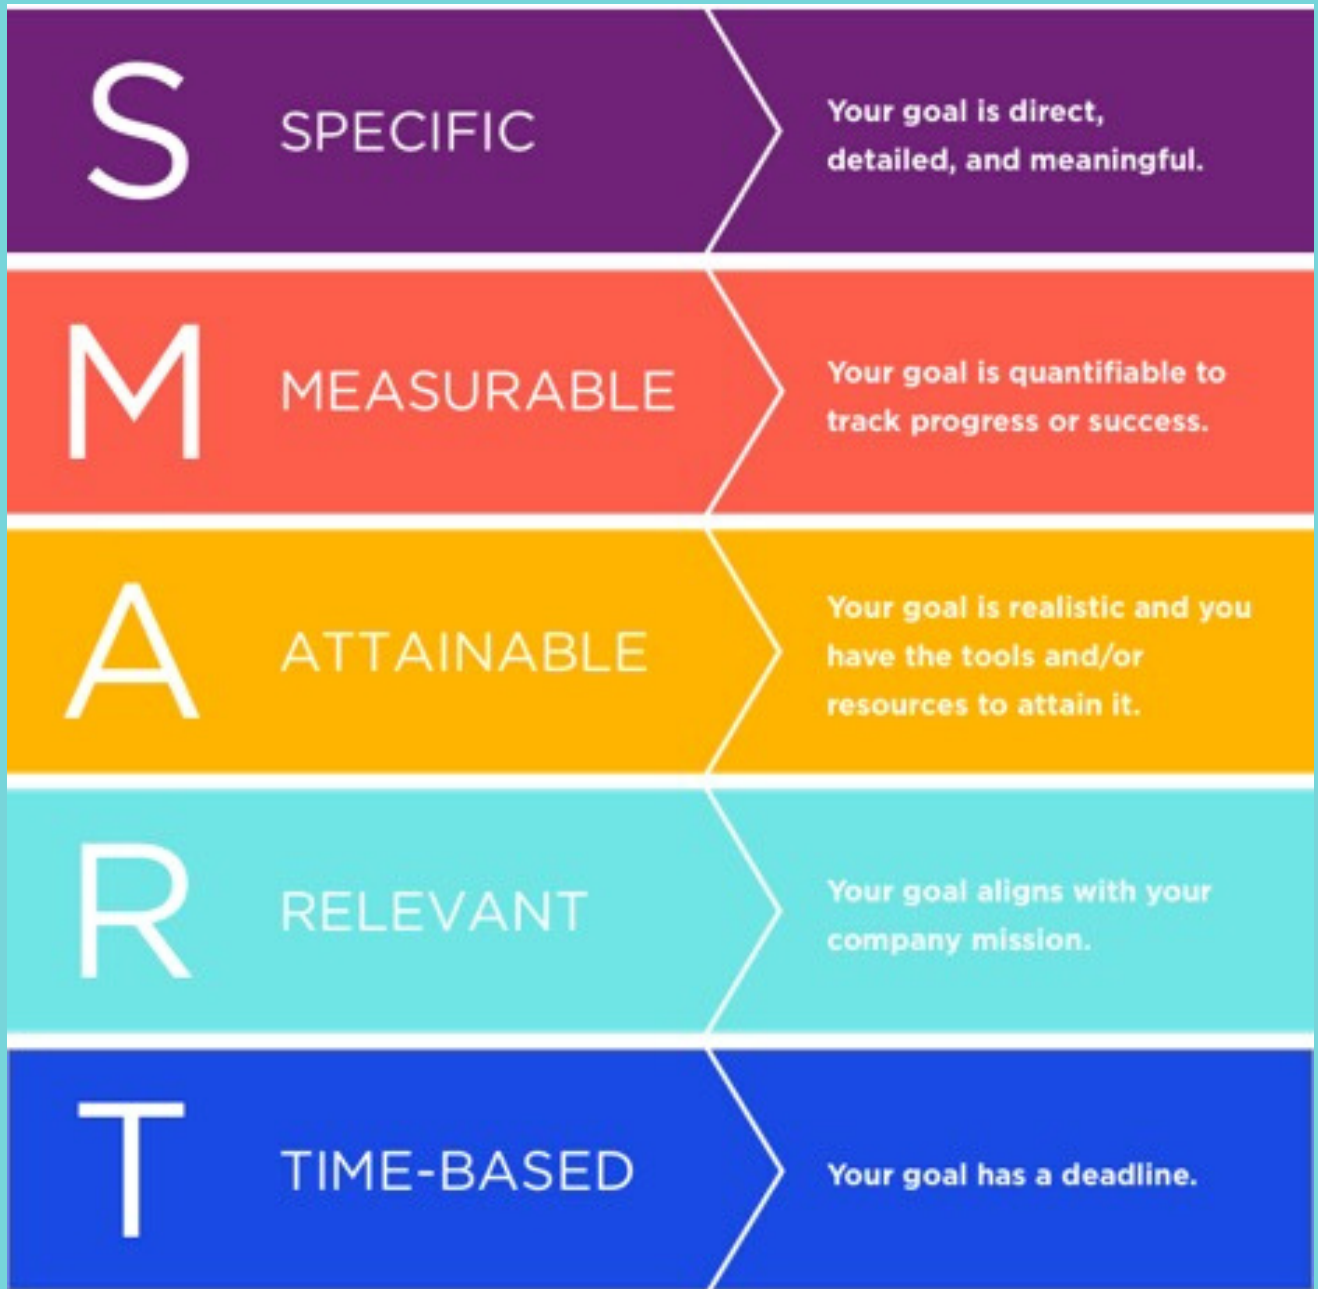 S SPECIFIC
Your goal is direct,
detailed, and meaningful.
M MEASURABLE
Your goal is quantifiable to
track progress or success.
A ATTAINABLE
Your goal is realistic and you
have the tools and/or
resources to attain it.
R RELEVANT
Your goal aligns with your
company mission.
T TIME-BASED
Your goal has a deadline.